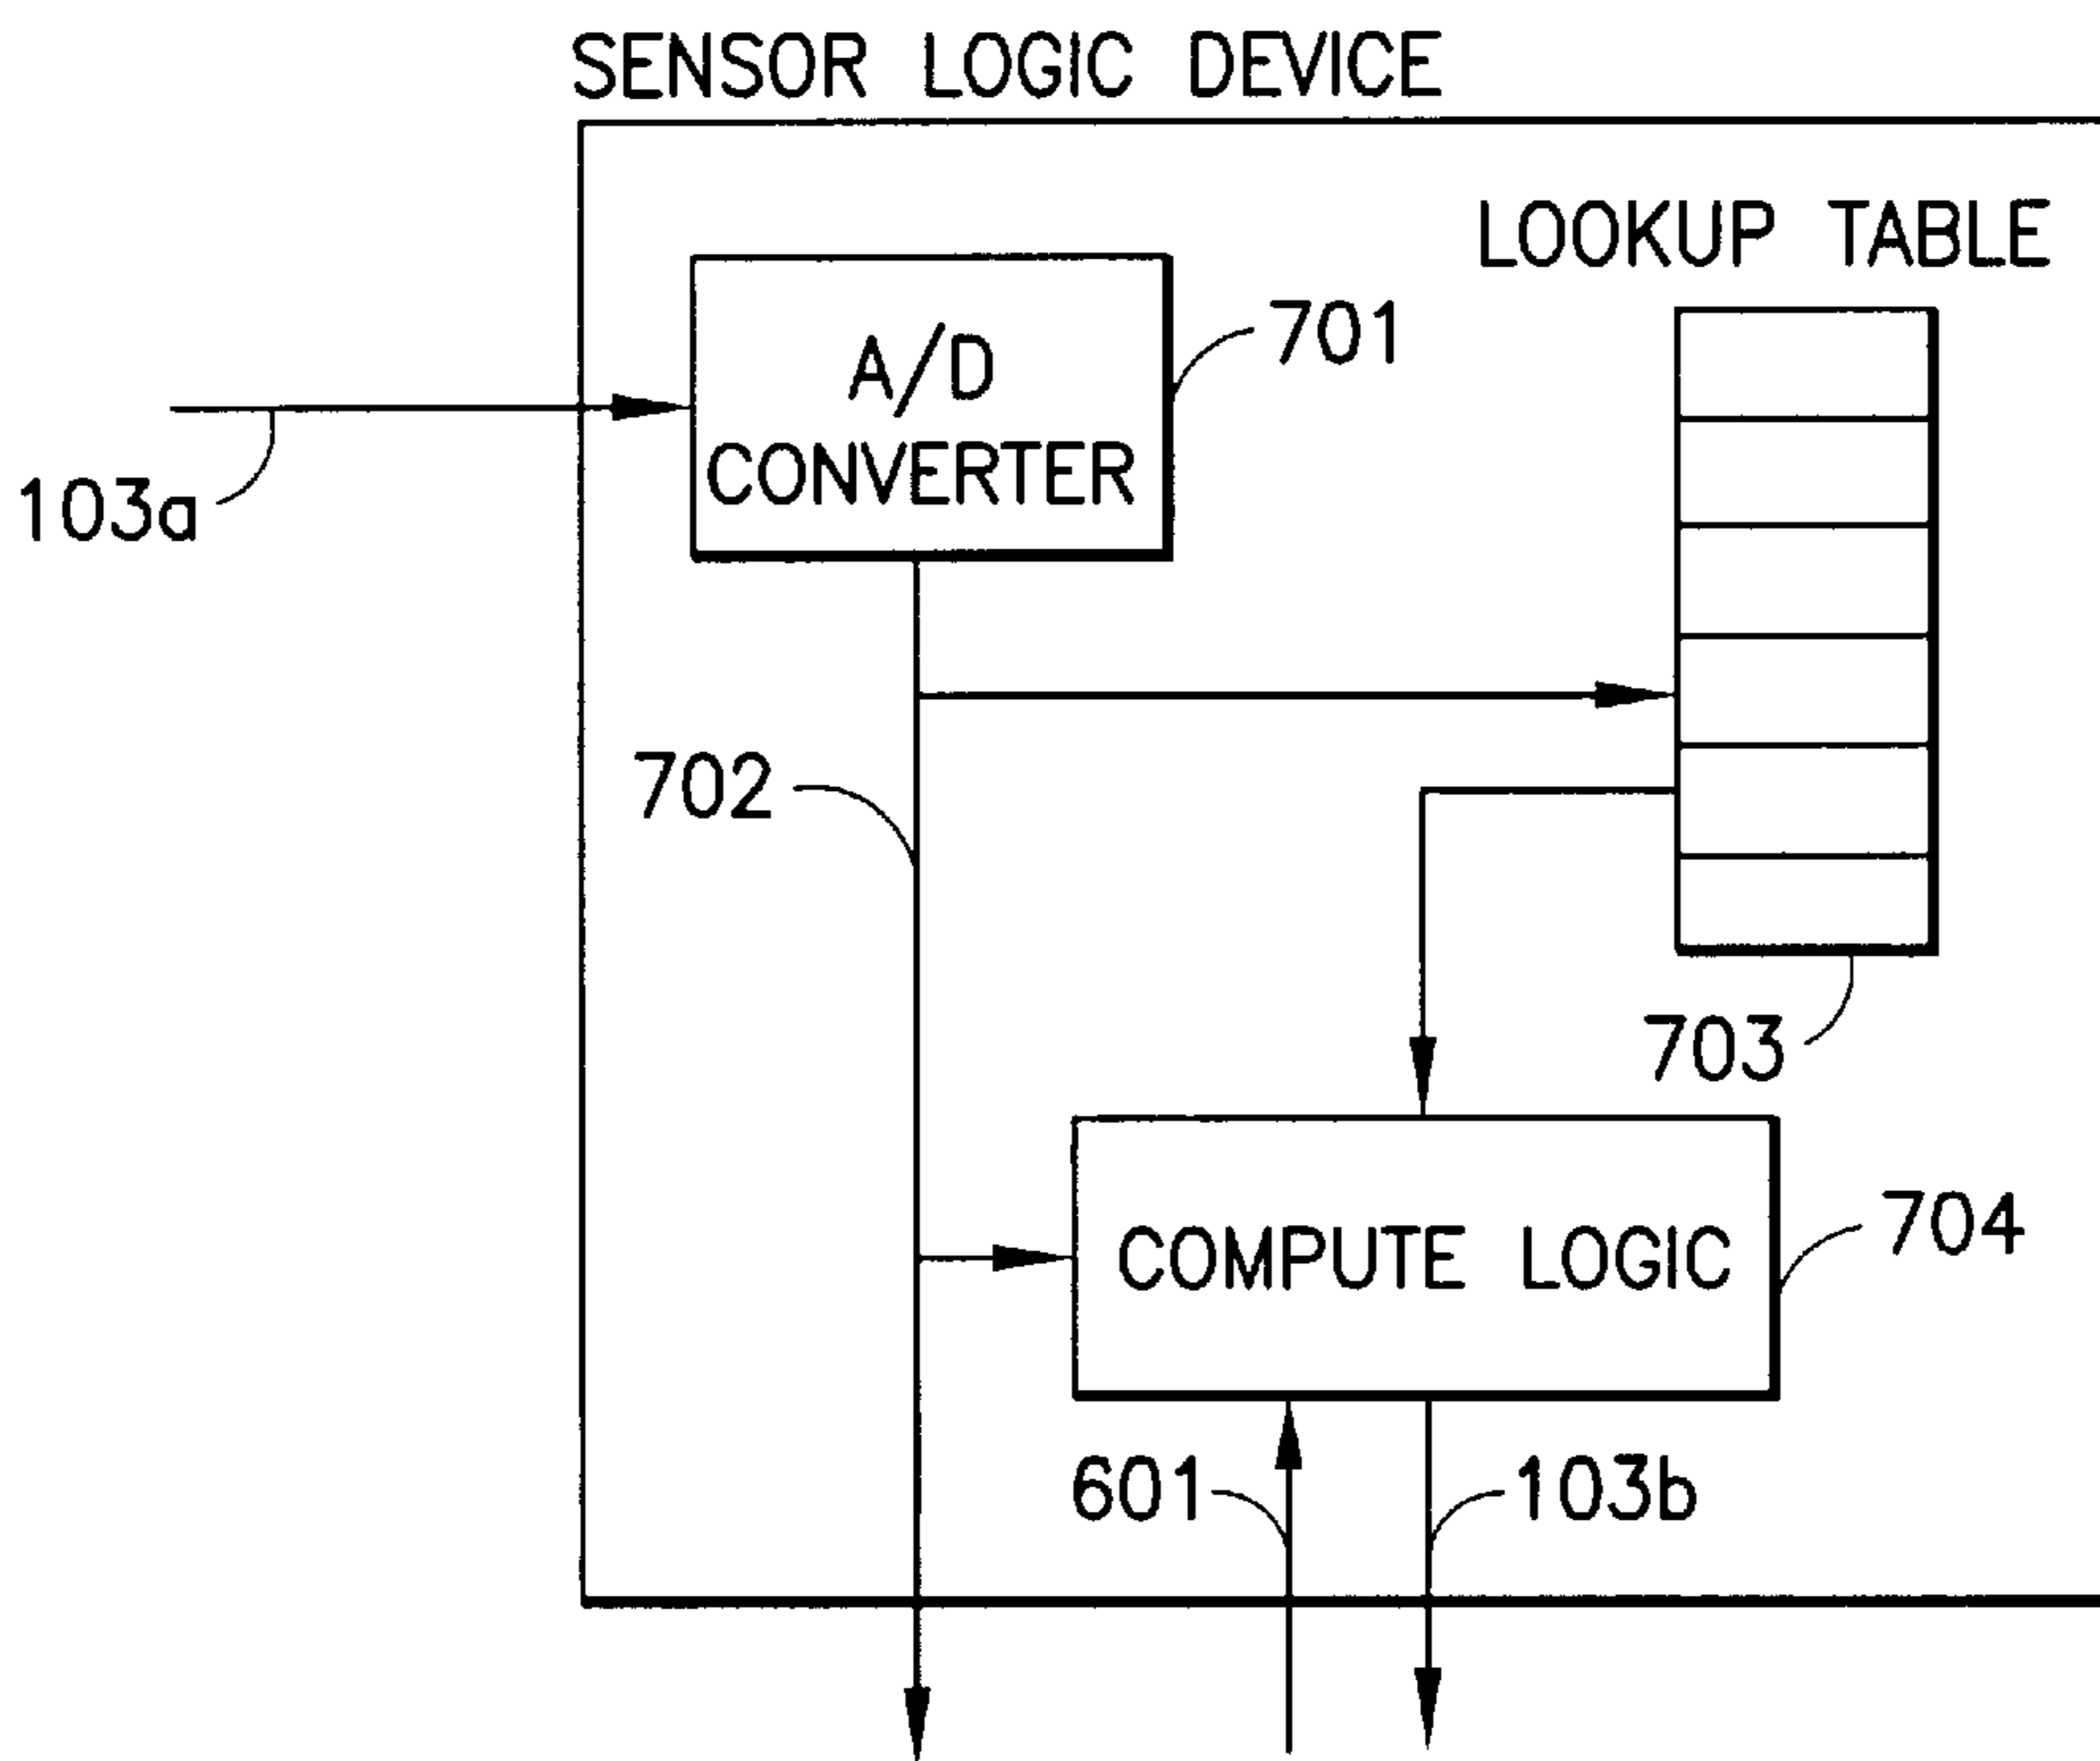 SENSOR LOGIC DEVICE
LOOKUP TABLE
701
A/D
CONVERTER
103a
702
703
COMPUTE LOGIC
704
601
103b